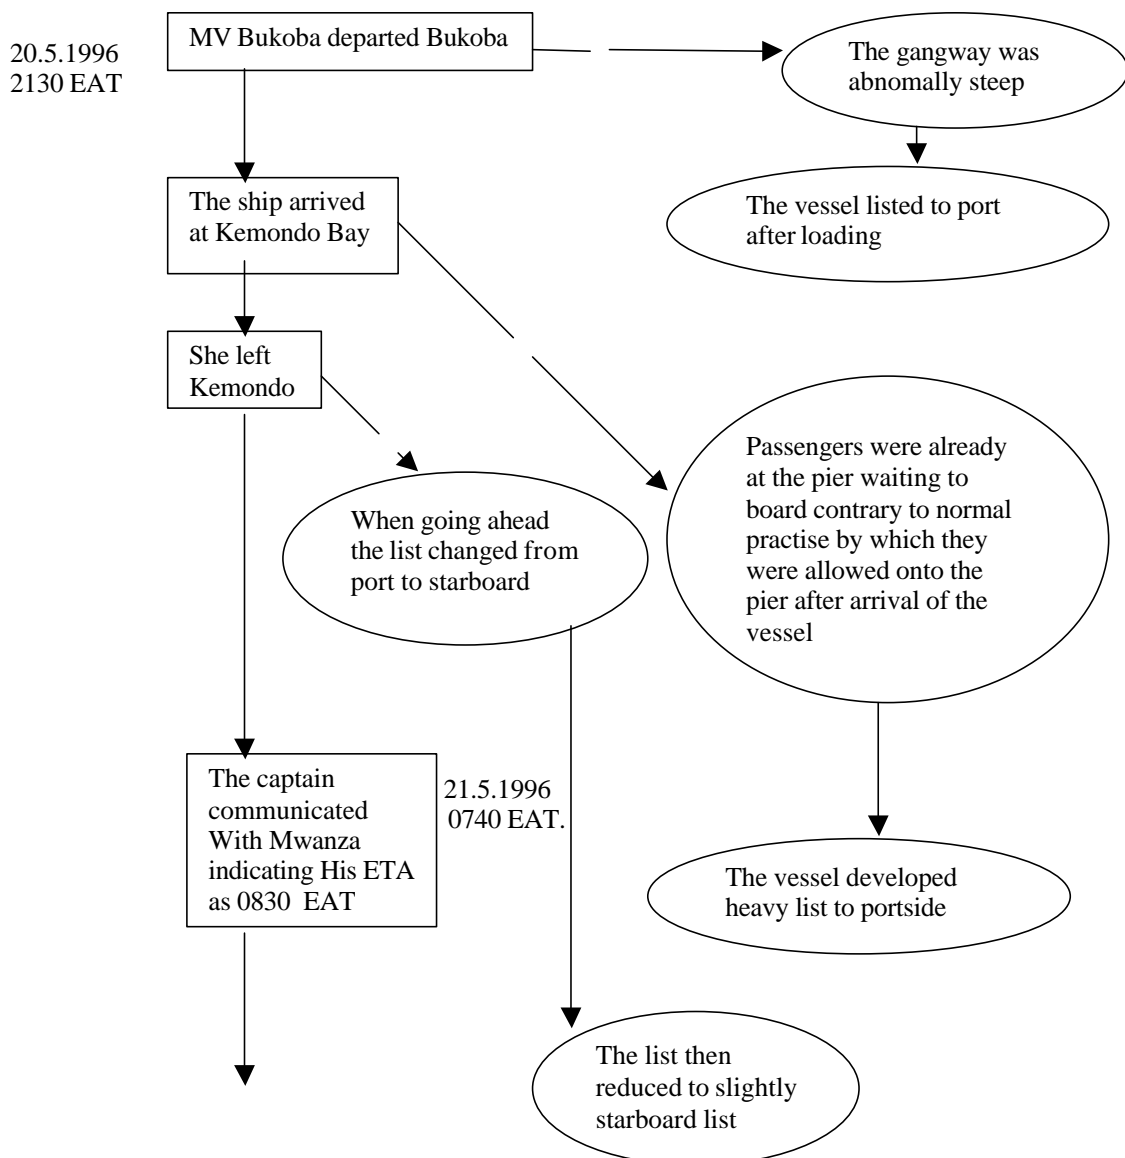 MV Bukoba departed Bukoba
20.5.1996
2130 EAT
The gangway was
abnomally steep
The ship arrived
at Kemondo Bay
The vessel listed to port
after loading
She left
Kemondo
Passengers were already
at the pier waiting to
board contrary to normal
practise by which they
were allowed onto the
pier after arrival of the
vessel
When going ahead
the list changed from
port to starboard
The captain
communicated
With Mwanza
indicating His ETA
as 0830 EAT
21.5.1996
0740 EAT.
The vessel developed
heavy list to portside
The list then
reduced to slightly
starboard list